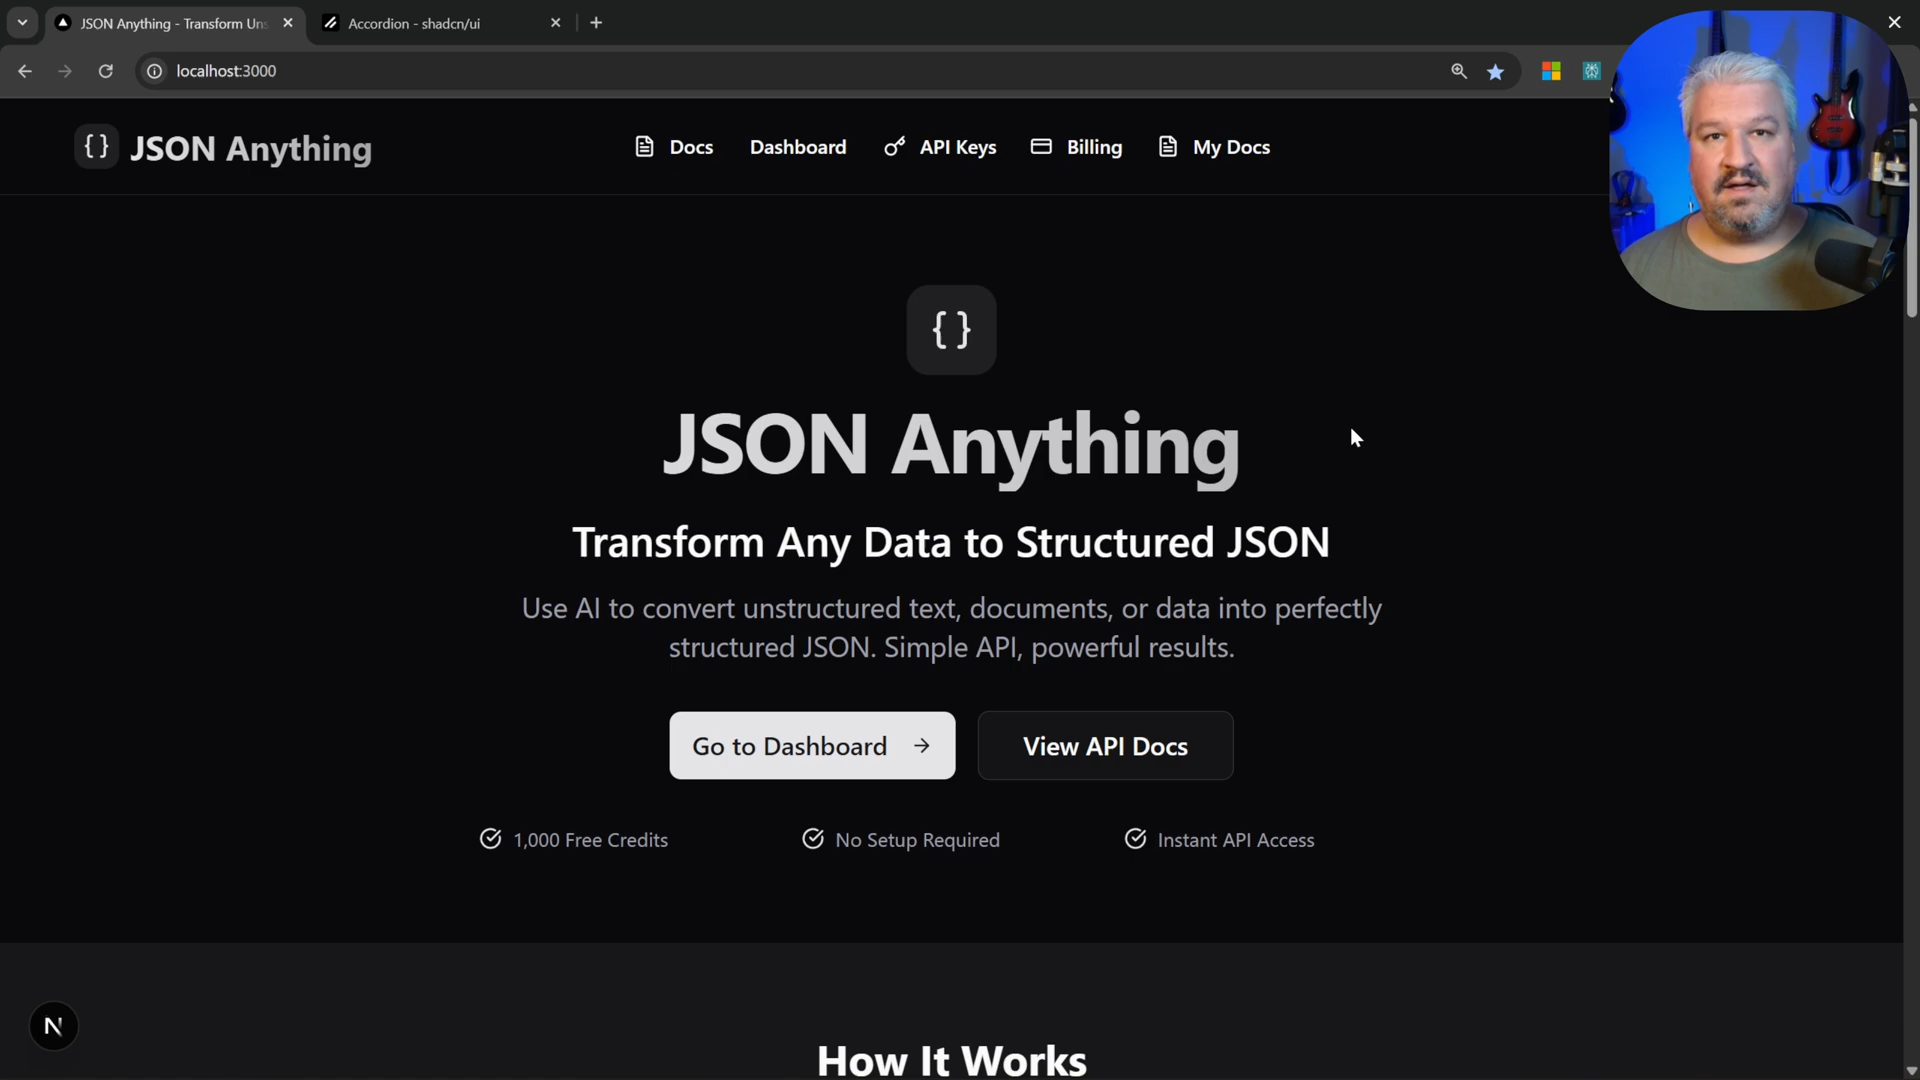 JSON Anything - Transform Uns
Accordion - shadcn/ui
localhost:3000
{} JSON Anything
Docs
Dashboard
API Keys
Billing
My Docs
{}
JSON Anything
Transform Any Data to Structured JSON
Use AI to convert unstructured text, documents, or data into perfectly
structured JSON. Simple API, powerful results.
Go to Dashboard →
View API Docs
1,000 Free Credits
No Setup Required
Instant API Access
N
How It Works